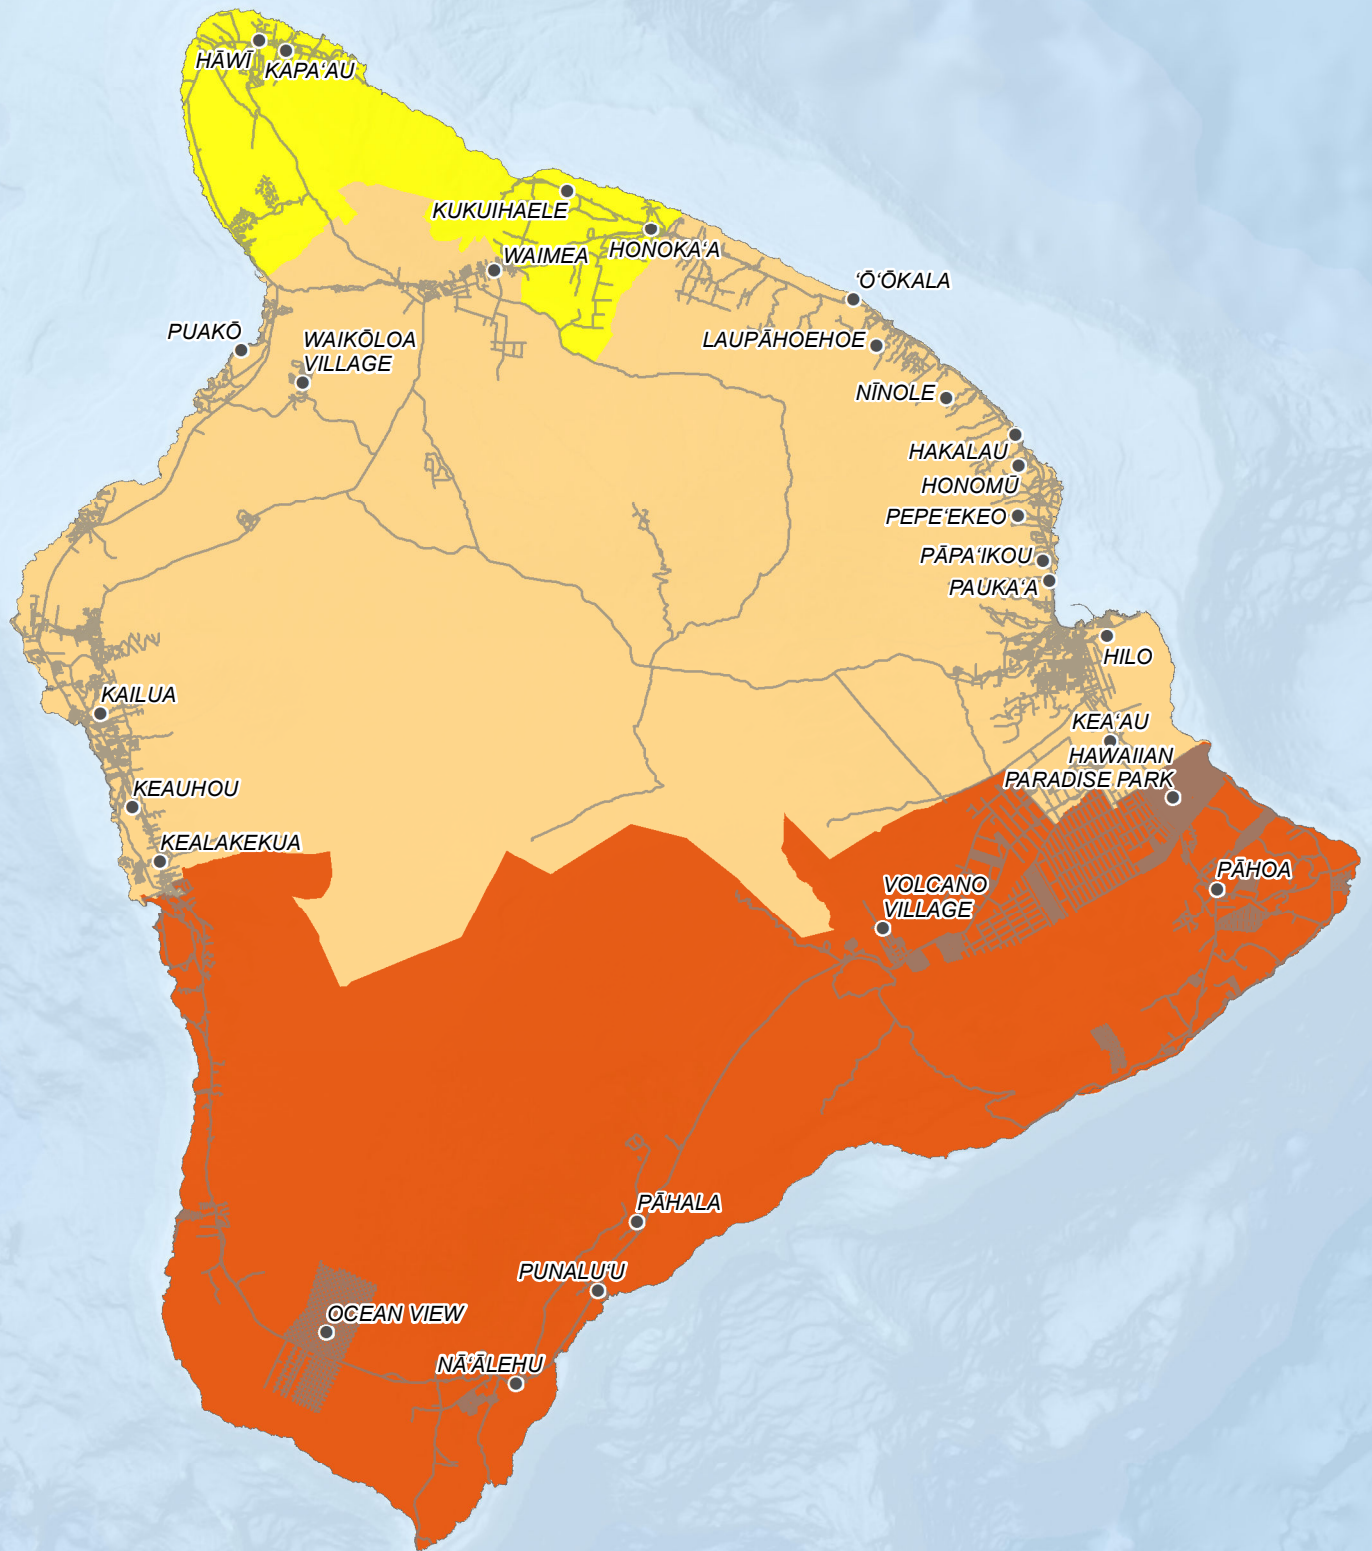 HĀWĪ
KAPAʻAU
KUKUIHAELE
HONOKAʻA
WAIMEA
ʻŌʻŌKALA
PUAKŌ
WAIKŌLOA
VILLAGE
LAUPĀHOEHOE
NĪNOLE
HAKALAU
HONOMŪ
PEPEʻEKEO
PĀPAʻIKOU
PAUKAʻA
HILO
KAILUA
KEAʻAU
HAWAIIAN
PARADISE PARK
KEAUHOU
KEALAKEKUA
PĀHOA
VOLCANO
VILLAGE
PĀHALA
PUNALUʻU
OCEAN VIEW
NĀʻĀLEHU